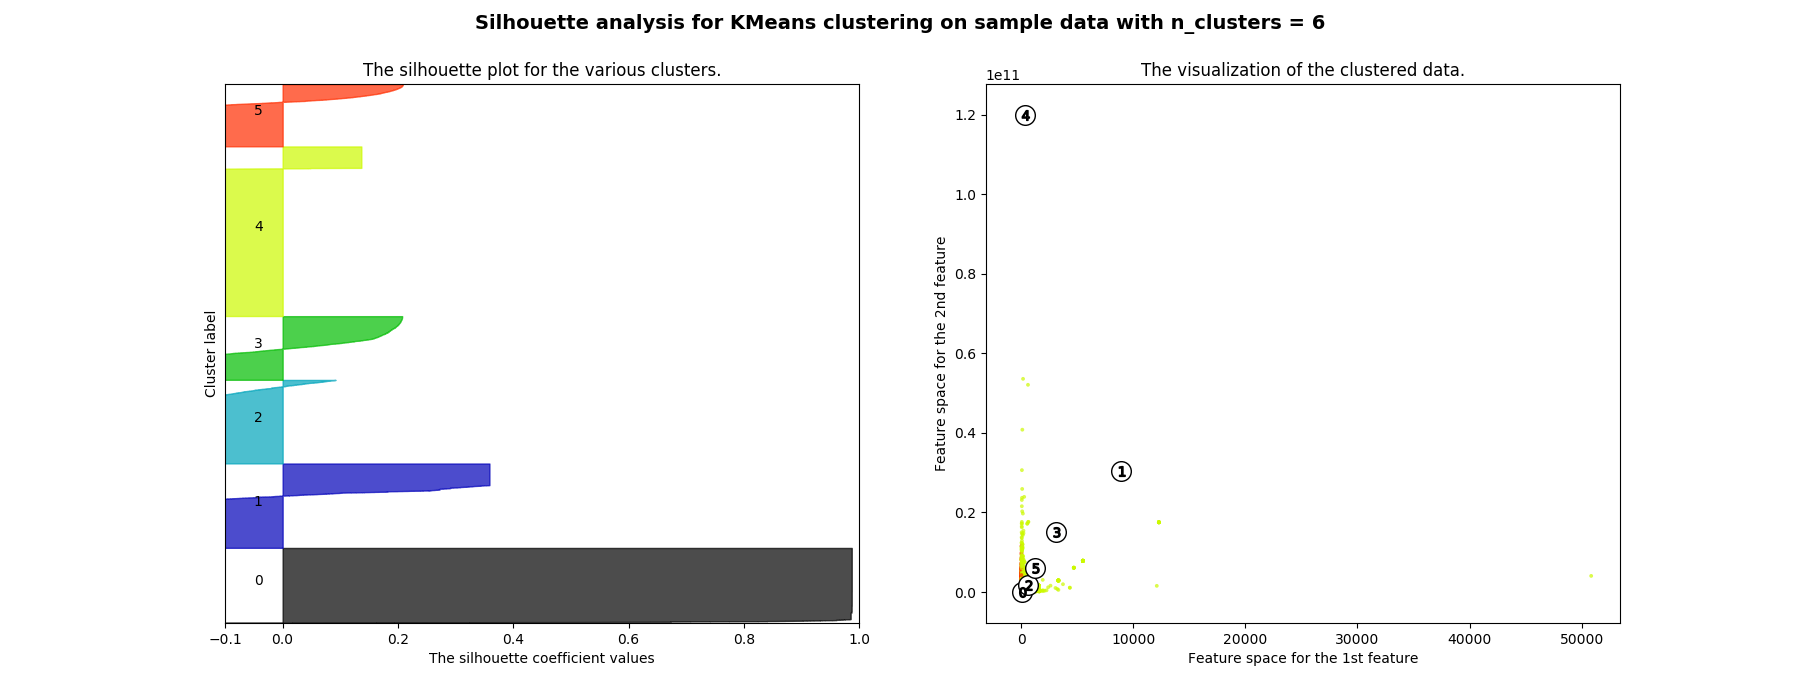 Silhouette analysis for KMeans clustering on sample data with n_clusters = 6
The silhouette plot for the various clusters.
5
4
3
2
1
0
Cluster label
−0.1 0.0 0.2 0.4 0.6 0.8 1.0
The silhouette coefficient values
The visualization of the clustered data.
1e11
1.2
1.0
0.8
0.6
0.4
0.2
0.0
Feature space for the 2nd feature
4
1
3
5
2
0
0 10000 20000 30000 40000 50000
Feature space for the 1st feature